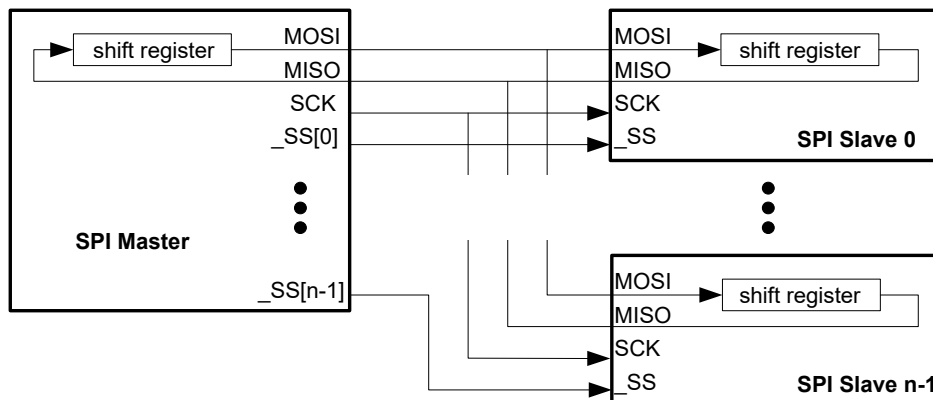 MOSI
shift register
MISO
SCK
_SS[0]
SPI Master
_SS[n-1]
MOSI
shift register
MISO
SCK
_SS
SPI Slave 0
MOSI
shift register
MISO
SCK
_SS
SPI Slave n-1